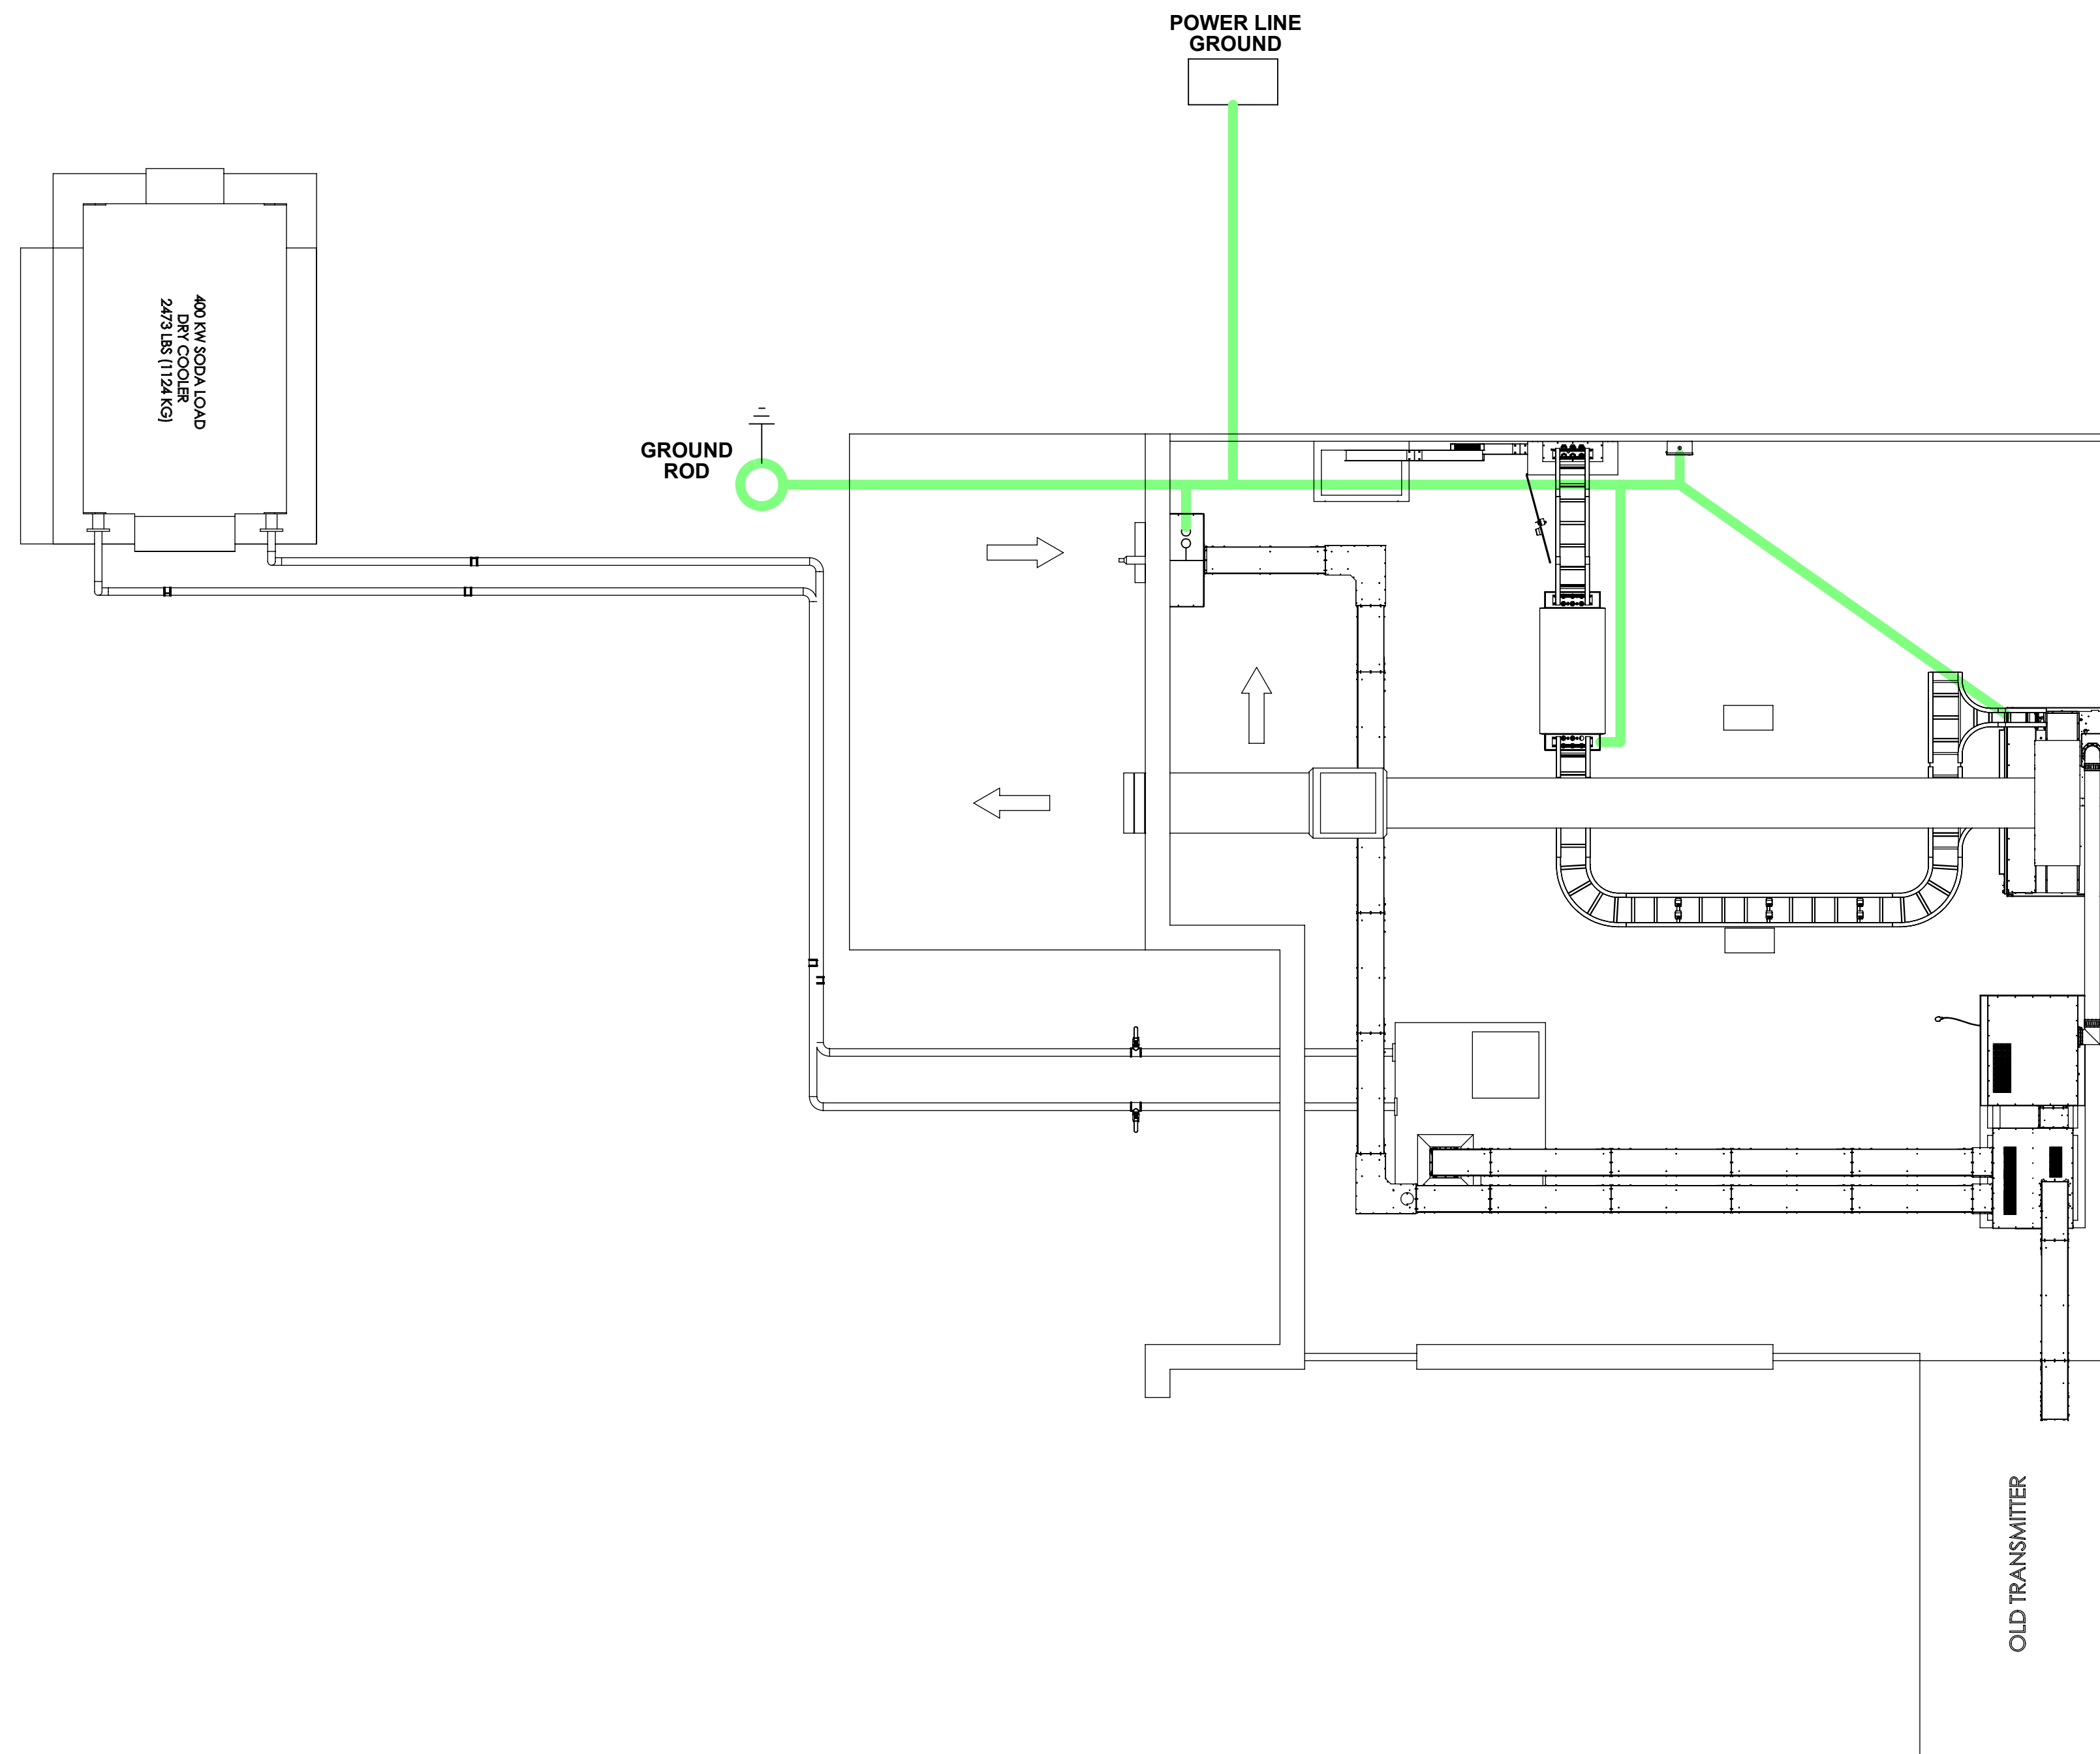 POWER LINE
GROUND
400 KW SODA LOAD
DRY COOLER
2473 LBS (1124 KG)
GROUND
ROD
OLD TRANSMITTER